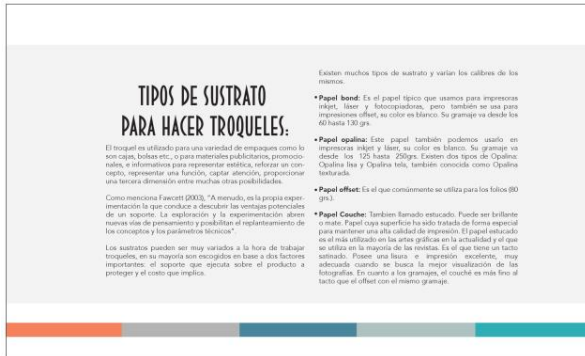 TIPOS DE SUSTRATO
PARA HACER TROQUELES:
El troquel es utilizado para una variedad de empaques como lo
son cajas, bolsas etc., o para materiales publicitarios, promocio-
nales, e informativos para representar estética, reforzar un con-
cepto, representar una función, captar atención, proporcionar
una tercera dimensión entre muchas otras posibilidades.
Como menciona Fawcett (2003), "A menudo, es la propia exper-
imentación la que conduce a descubrir las ventajas potenciales
de un soporte. La exploración y la experimentación abren
nuevas vías de pensamiento y posibilitan el replanteamiento de
los conceptos y los parámetros técnicos".
Los sustratos pueden ser muy variados a la hora de trabajar
troqueles, en su mayoría son escogidos en base a dos factores
importantes: el soporte que ejecuta sobre el producto a
proteger y el costo que implica.
Existen muchos tipos de sustrato y varían los calibres de los
mismos.
• Papel bond: Es el papel típico que usamos para impresoras
inkjet, láser y fotocopiadoras, pero también se usa para
impresiones offset, su color es blanco. Su gramaje va desde los
60 hasta 130 grs.
• Papel opalina: Este papel también podemos usarlo en
impresoras inkjet y láser, su color es blanco. Su gramaje va
desde los 125 hasta 250grs. Existen dos tipos de Opalina:
Opalina lisa y Opalina tela, también conocida como Opalina
texturada.
• Papel offset: Es el que comúnmente se utiliza para los folios (80
grs.).
• Papel Couche: Tambien llamado estucado. Puede ser brillante
o mate. Papel cuya superficie ha sido tratada de forma especial
para mantener una alta calidad de impresión. El papel estucado
es el más utilizado en las artes gráficas en la actualidad y el que
se utiliza en la mayoría de las revistas. Es el que tiene un tacto
satinado. Posee una lisura e impresión excelente, muy
adecuada cuando se busca la mejor visualización de las
fotografías. En cuanto a los gramajes, el couché es más fino al
tacto que el offset con el mismo gramaje.